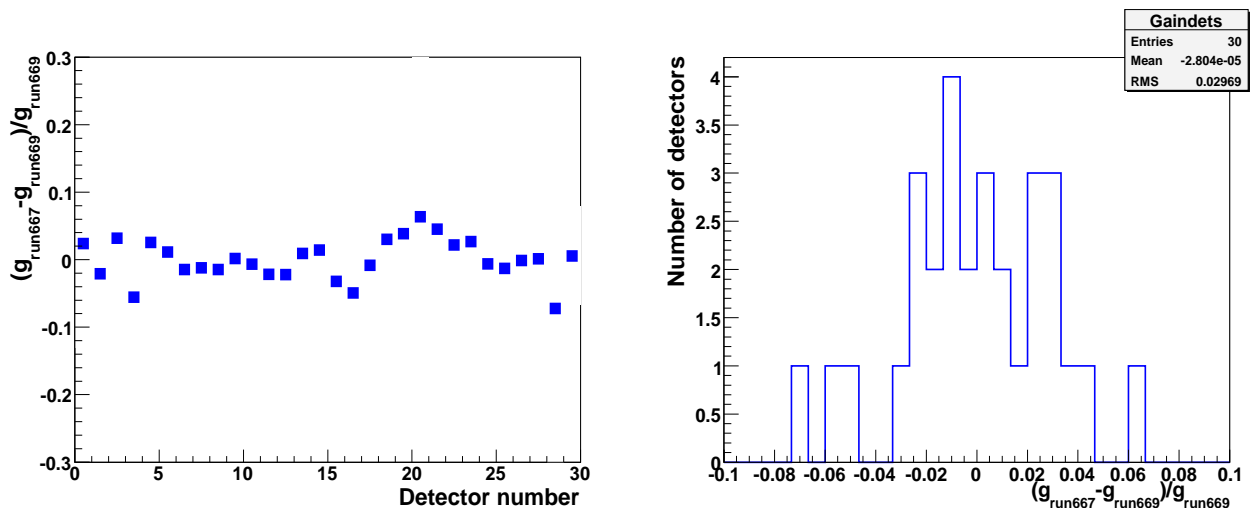 (g_run667-g_run669)/g_run669
0.3
0.2
0.1
0
-0.1
-0.2
-0.3
0 5 10 15 20 25 30
Detector number
Gaindets
Entries 30
Mean -2.804e-05
RMS 0.02969
Number of detectors
4
3.5
3
2.5
2
1.5
1
0.5
0
-0.1 -0.08 -0.06 -0.04 -0.02 0 0.02 0.04 0.06 0.08 0.1
(g_run667-g_run669)/g_run669